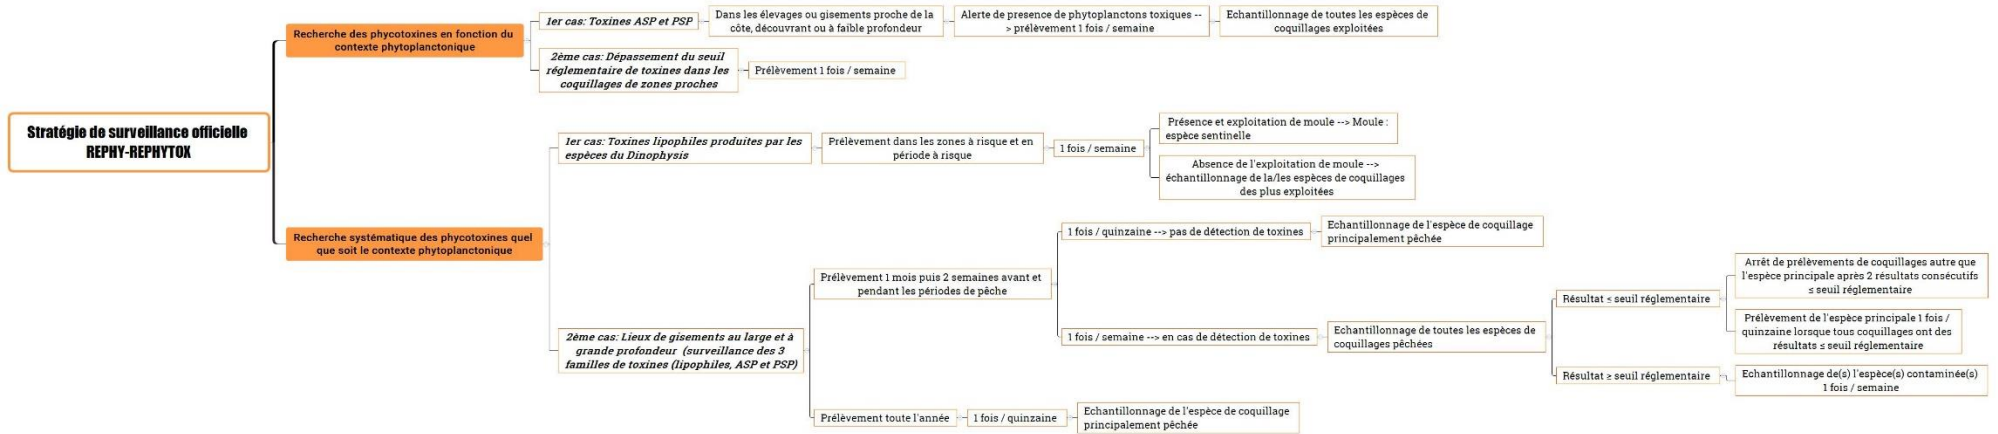 Stratégie de surveillance officielle
REPHY-REPHYTOX
Recherche des phycotoxines en fonction du
contexte phytoplanctonique
1er cas: Toxines ASP et PSP
Dans les élevages ou gisements proche de la
côte, découvrant ou à faible profondeur
Alerte de presence de phytoplanctons toxiques --
> prélèvement 1 fois / semaine
Echantillonnage de toutes les espèces de
coquillages exploitées
2ème cas: Dépassement du seuil
réglementaire de toxines dans les
coquillages de zones proches
Prélèvement 1 fois / semaine
Recherche systématique des phycotoxines quel
que soit le contexte phytoplanctonique
1er cas: Toxines lipophiles produites par les
espèces du Dinophysis
Prélèvement dans les zones à risque et en
période à risque
1 fois / semaine
Présence et exploitation de moule --> Moule :
espèce sentinelle
Absence de l'exploitation de moule -->
échantillonnage de la/les espèces de coquillages
des plus exploitées
2ème cas: Lieux de gisements au large et à
grande profondeur (surveillance des 3
familles de toxines (lipophiles, ASP et PSP)
Prélèvement 1 mois puis 2 semaines avant et
pendant les périodes de pêche
1 fois / quinzaine --> pas de détection de toxines
Echantillonnage de l'espèce de coquillage
principalement pêchée
1 fois / semaine --> en cas de détection de toxines
Echantillonnage de toutes les espèces de
coquillages pêchées
Résultat ≤ seuil réglementaire
Arrêt de prélèvements de coquillages autre que
l'espèce principale après 2 résultats consécutifs
≤ seuil réglementaire
Prélèvement de l'espèce principale 1 fois /
quinzaine lorsque tous coquillages ont des
résultats ≤ seuil réglementaire
Résultat ≥ seuil réglementaire
Echantillonnage de(s) l'espèce(s) contaminée(s)
1 fois / semaine
Prélèvement toute l'année
1 fois / quinzaine
Echantillonnage de l'espèce de coquillage
principalement pêchée